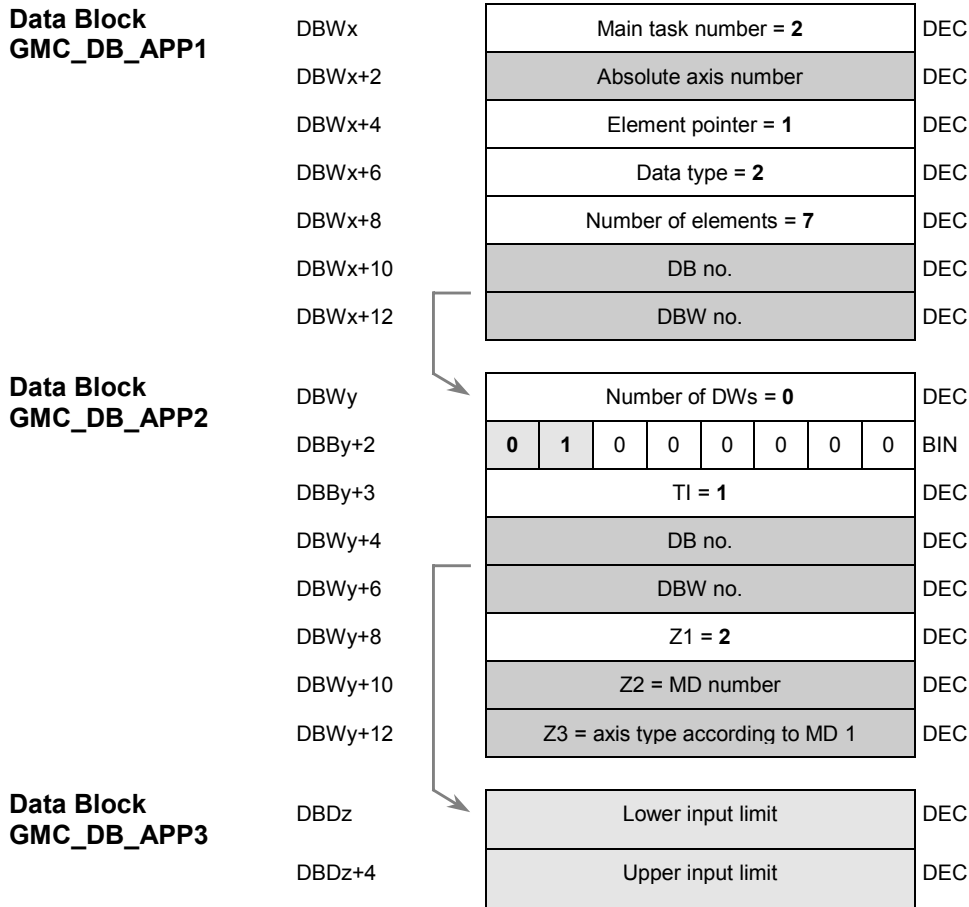 Data Block
GMC_DB_APP1
DBWx Main task number = 2 DEC
DBWx+2 Absolute axis number DEC
DBWx+4 Element pointer = 1 DEC
DBWx+6 Data type = 2 DEC
DBWx+8 Number of elements = 7 DEC
DBWx+10 DB no. DEC
DBWx+12 DBW no. DEC
Data Block
GMC_DB_APP2
DBWy Number of DWs = 0 DEC
DBBy+2 0 1 0 0 0 0 0 0 BIN
DBBy+3 TI = 1 DEC
DBWy+4 DB no. DEC
DBWy+6 DBW no. DEC
DBWy+8 Z1 = 2 DEC
DBWy+10 Z2 = MD number DEC
DBWy+12 Z3 = axis type according to MD 1 DEC
Data Block
GMC_DB_APP3
DBDz Lower input limit DEC
DBDz+4 Upper input limit DEC